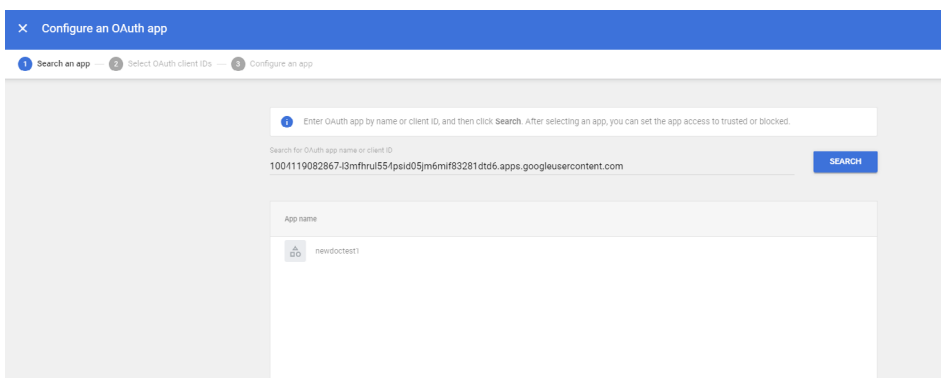 Configure an OAuth app
1 Search an app — 2 Select OAuth client IDs — 3 Configure an app
Enter OAuth app by name or client ID, and then click Search. After selecting an app, you can set the app access to trusted or blocked.
Search for OAuth app name or client ID
1004119082867-l3mfhrul554psid05jm6mif83281dtd6.apps.googleusercontent.com
SEARCH
App name
newdoctest1